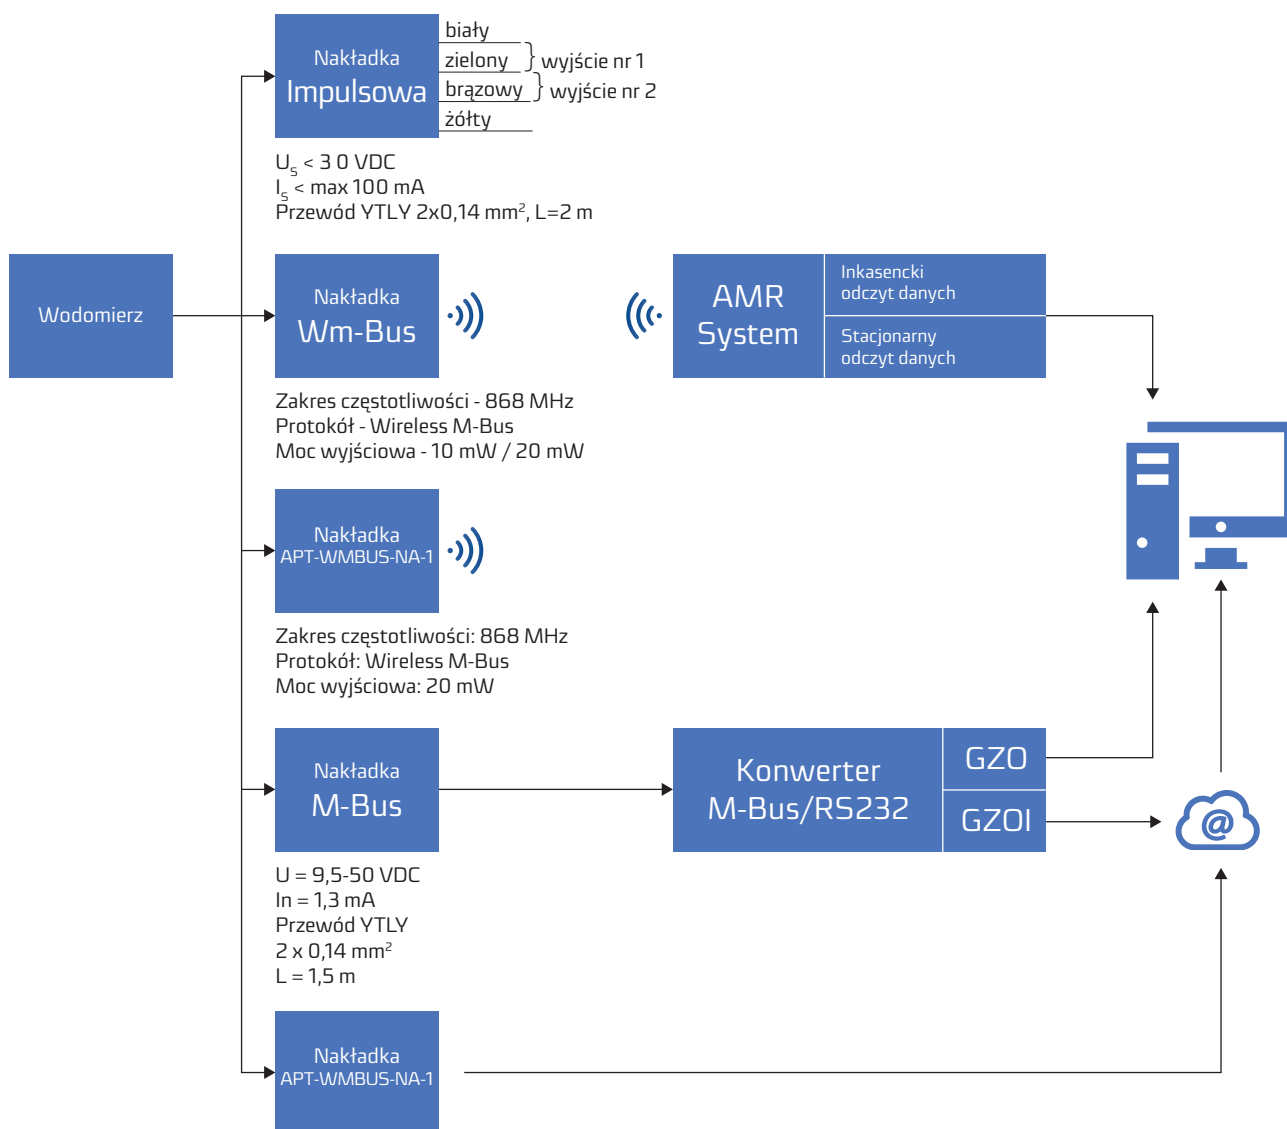 Nakładka
Impulsowa
biały
zielony
brązowy
żółty
wyjście nr 1
wyjście nr 2
U_s < 3 0 VDC
I_s < max 100 mA
Przewód YTLY 2x0,14 mm², L=2 m
Wodomierz
Nakładka
Wm-Bus
AMR
System
Inkasencki
odczyt danych
Stacjonarny
odczyt danych
Zakres częstotliwości - 868 MHz
Protokół - Wireless M-Bus
Moc wyjściowa - 10 mW / 20 mW
Nakładka
APT-WMBUS-NA-1
Zakres częstotliwości: 868 MHz
Protokół: Wireless M-Bus
Moc wyjściowa: 20 mW
Nakładka
M-Bus
Konwerter
M-Bus/RS232
GZO
GZOI
@
U = 9,5-50 VDC
In = 1,3 mA
Przewód YTLY
2 x 0,14 mm²
L = 1,5 m
Nakładka
APT-WMBUS-NA-1